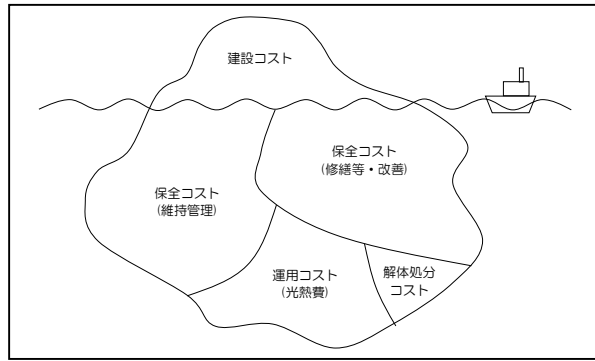 建設コスト
保全コスト
(修繕等・改善)
保全コスト
(維持管理)
運用コスト
(光熱費)
解体処分
コスト